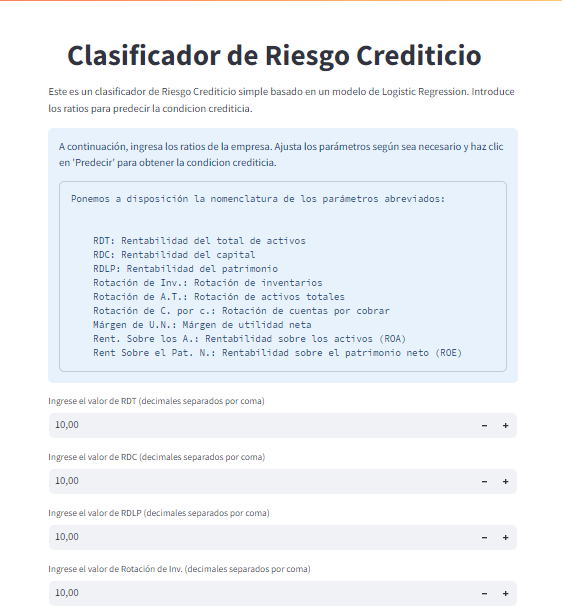 Clasificador de Riesgo Crediticio
Este es un clasificador de Riesgo Crediticio simple basado en un modelo de Logistic Regression. Introduce
los ratios para predecir la condicion crediticia.
A continuación, ingresa los ratios de la empresa. Ajusta los parámetros según sea necesario y haz clic
en 'Predecir' para obtener la condicion crediticia.
Ponemos a disposición la nomenclatura de los parámetros abreviados:
RDT: Rentabilidad del total de activos
RDC: Rentabilidad del capital
RDLP: Rentabilidad del patrimonio
Rotación de Inv.: Rotación de inventarios
Rotación de A.T.: Rotación de activos totales
Rotación de C. por c.: Rotación de cuentas por cobrar
Márgen de U.N.: Márgen de utilidad neta
Rent. Sobre los A.: Rentabilidad sobre los activos (ROA)
Rent Sobre el Pat. N.: Rentabilidad sobre el patrimonio neto (ROE)
Ingrese el valor de RDT (decimales separados por coma)
10,00 - +
Ingrese el valor de RDC (decimales separados por coma)
10,00 - +
Ingrese el valor de RDLP (decimales separados por coma)
10,00 - +
Ingrese el valor de Rotación de Inv. (decimales separados por coma)
10,00 - +